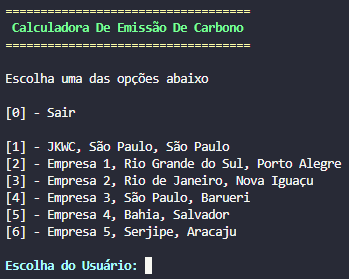 ===================================
Calculadora De Emissão De Carbono
===================================
Escolha uma das opções abaixo
[0] - Sair
[1] - JKWC, São Paulo, São Paulo
[2] - Empresa 1, Rio Grande do Sul, Porto Alegre
[3] - Empresa 2, Rio de Janeiro, Nova Iguaçu
[4] - Empresa 3, São Paulo, Barueri
[5] - Empresa 4, Bahia, Salvador
[6] - Empresa 5, Serjipe, Aracaju
Escolha do Usuário: